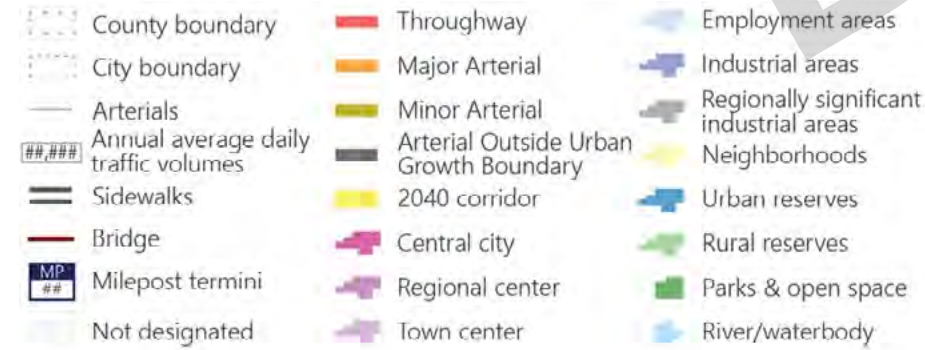 County boundary
City boundary
Arterials
##,###
Annual average daily
traffic volumes
Sidewalks
Bridge
MP
##
Milepost termini
Not designated
Throughway
Major Arterial
Minor Arterial
Arterial Outside Urban
Growth Boundary
2040 corridor
Central city
Regional center
Town center
Employment areas
Industrial areas
Regionally significant
industrial areas
Neighborhoods
Urban reserves
Rural reserves
Parks & open space
River/waterbody